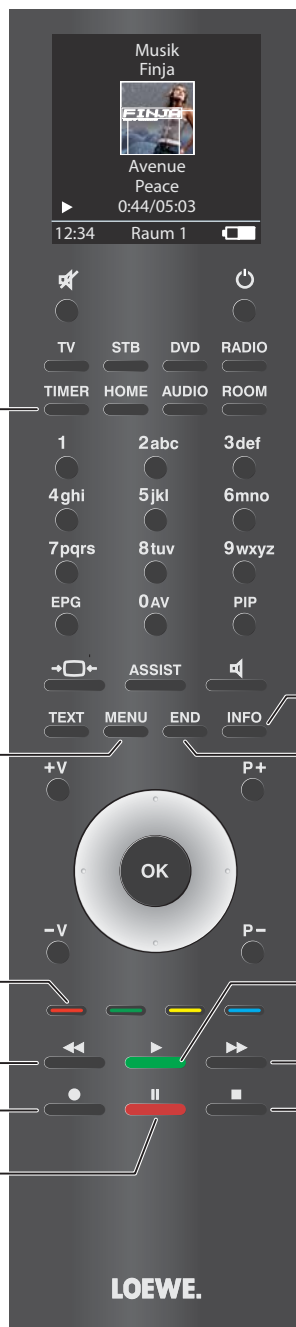 Musik
Finja
FINJA
Avenue
Peace
0:44/05:03
12:34 Raum 1
TV STB DVD RADIO
TIMER HOME AUDIO ROOM
1 2abc 3def
4ghi 5jkl 6mno
7pqrs 8tuv 9wxyz
EPG 0AV PIP
ASSIST
TEXT MENU END INFO
+V P+
OK
−V P−
LOEWE.